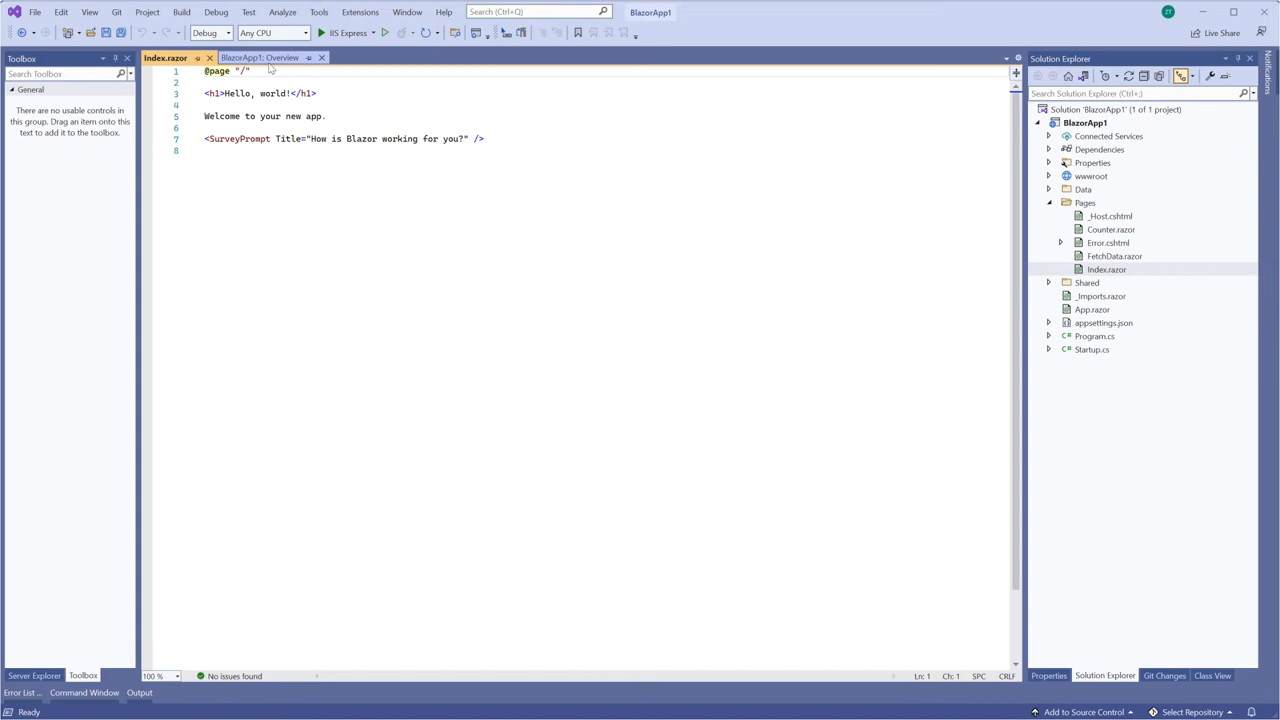 File Edit View Git Project Build Debug Test Analyze Tools Extensions Window Help Search (Ctrl+Q) BlazorApp1 ZT
Debug Any CPU IIS Express Live Share
Toolbox
Search Toolbox
General
There are no usable controls in
this group. Drag an item onto this
text to add it to the toolbox.
Server Explorer Toolbox
Index.razor BlazorApp1: Overview
1 @page "/"
2
3 <h1>Hello, world!</h1>
4
5 Welcome to your new app.
6
7 <SurveyPrompt Title="How is Blazor working for you?" />
8
100 % No issues found Ln: 1 Ch: 1 SPC CRLF
Solution Explorer
Search Solution Explorer (Ctrl+;)
Solution 'BlazorApp1' (1 of 1 project)
BlazorApp1
Connected Services
Dependencies
Properties
wwwroot
Data
Pages
_Host.cshtml
Counter.razor
Error.cshtml
FetchData.razor
Index.razor
Shared
_Imports.razor
App.razor
appsettings.json
C# Program.cs
C# Startup.cs
Properties Solution Explorer Git Changes Class View
Notifications
Error List ... Command Window Output
Ready Add to Source Control Select Repository